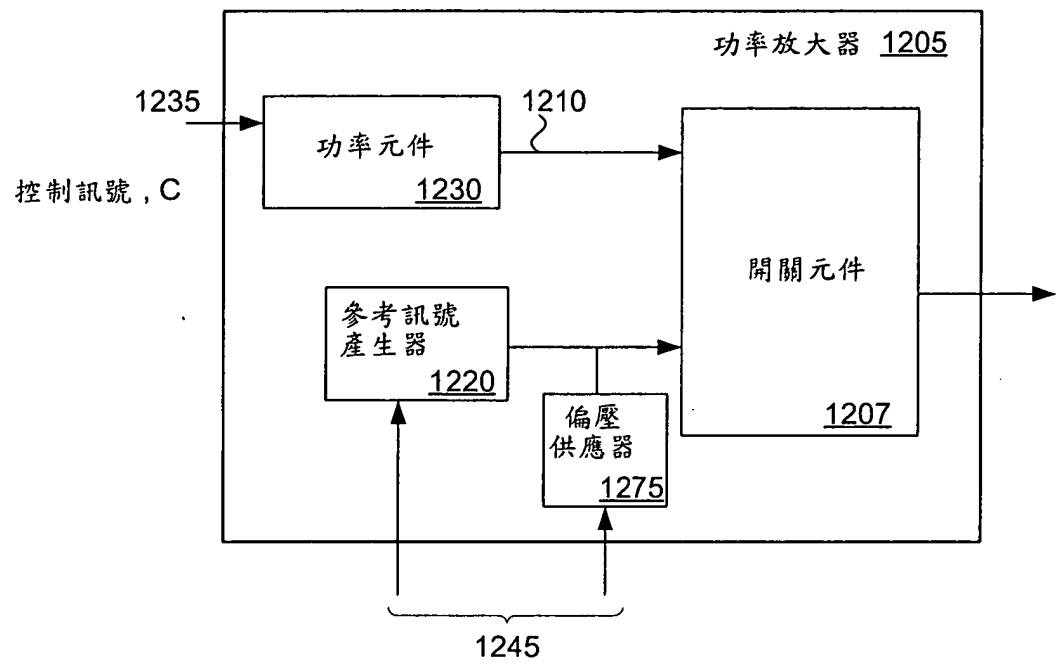 功率放大器 1205
1235
1210
功率元件
1230
控制訊號 , C
開關元件
參考訊號
產生器
1220
1207
偏壓
供應器
1275
1245